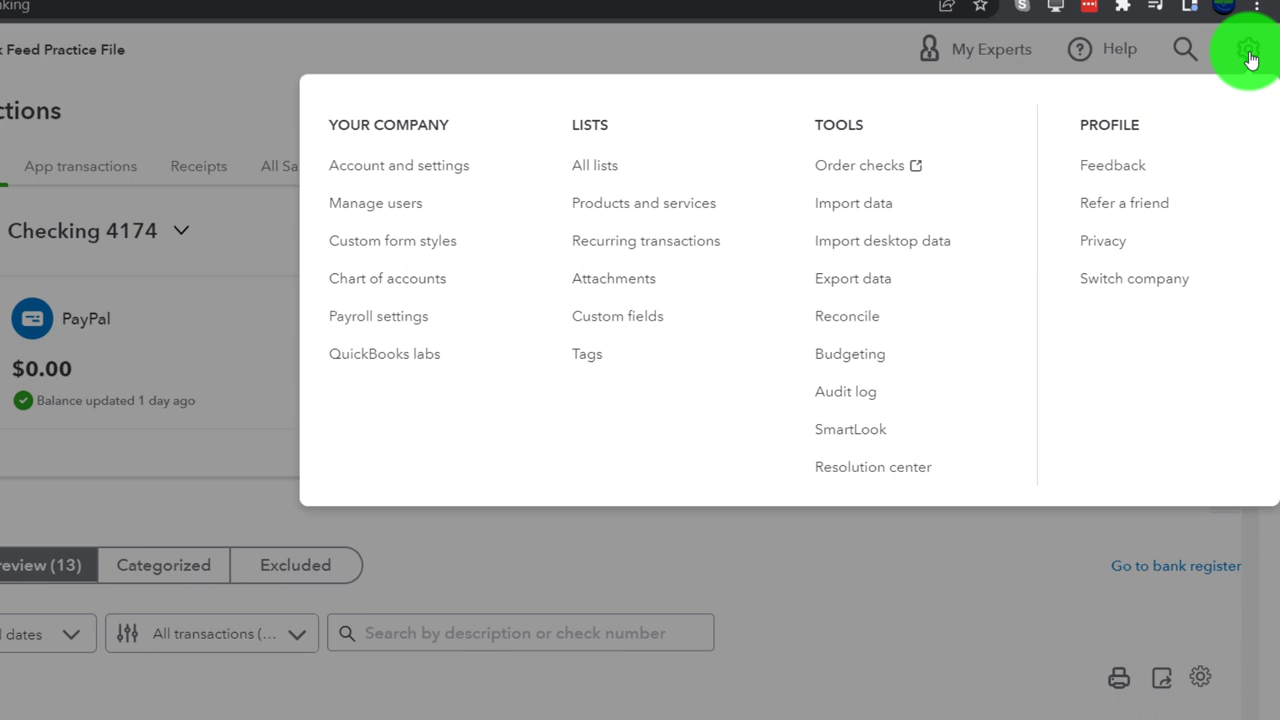 king
k Feed Practice File
My Experts
Help
ctions
App transactions
Receipts
All Sa
Checking 4174
PayPal
$0.00
Balance updated 1 day ago
YOUR COMPANY
Account and settings
Manage users
Custom form styles
Chart of accounts
Payroll settings
QuickBooks labs
LISTS
All lists
Products and services
Recurring transactions
Attachments
Custom fields
Tags
TOOLS
Order checks
Import data
Import desktop data
Export data
Reconcile
Budgeting
Audit log
SmartLook
Resolution center
PROFILE
Feedback
Refer a friend
Privacy
Switch company
review (13)
Categorized
Excluded
Go to bank register
l dates
All transactions (...
Search by description or check number